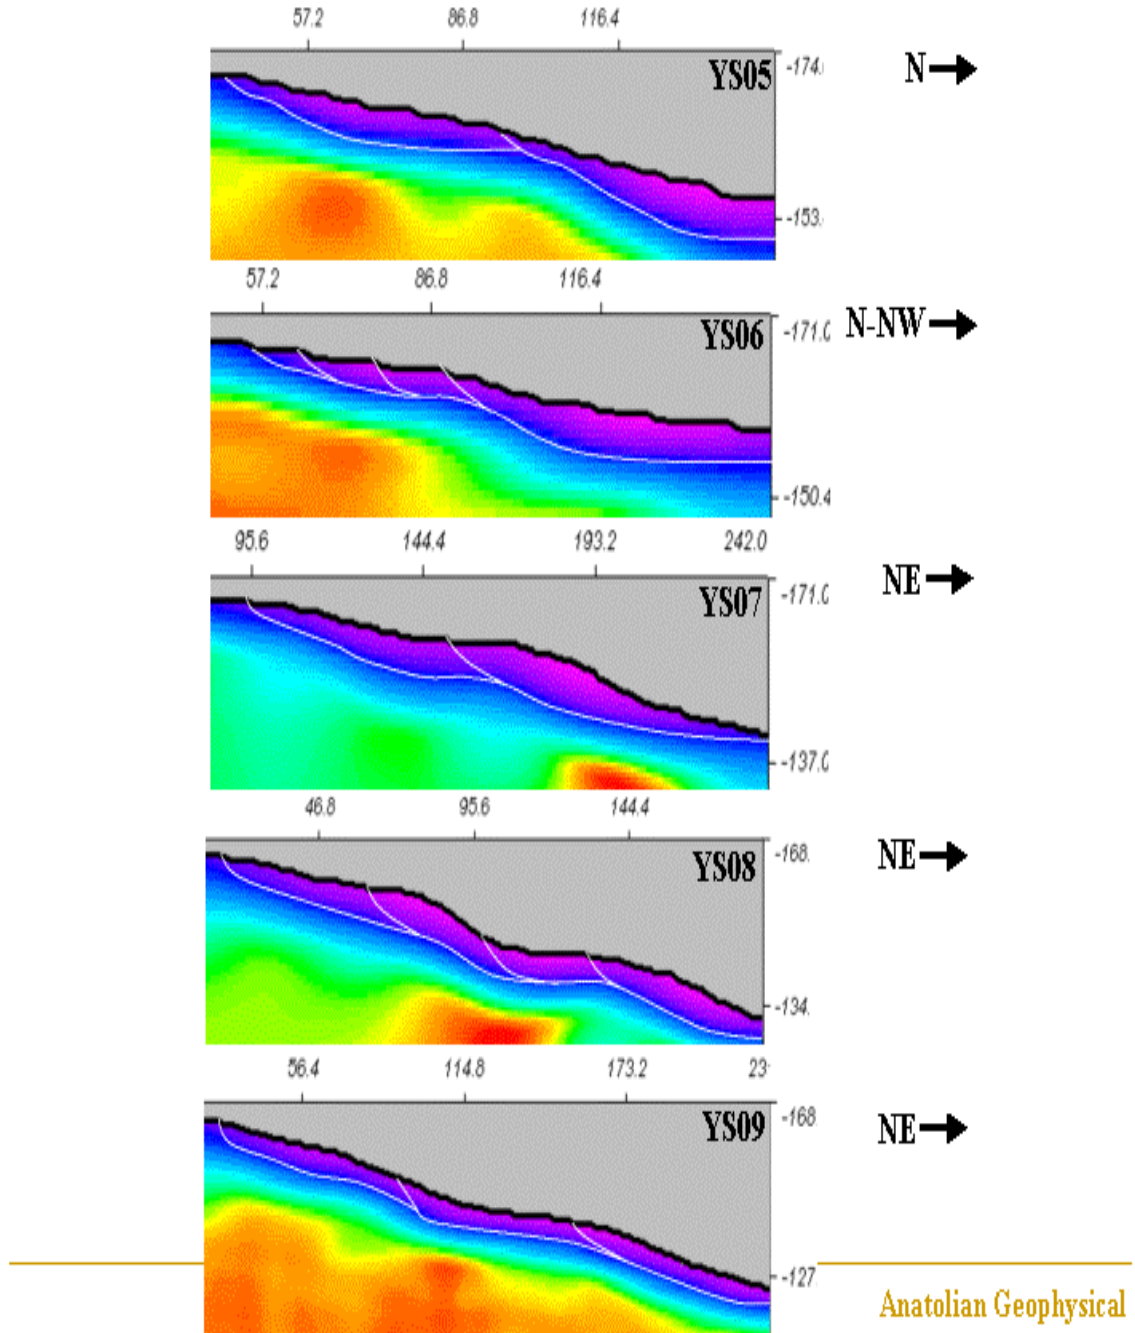 57.2 86.8 116.4
YS05
-174.
N
-153.
57.2 86.8 116.4
YS06
-171.0
N-NW
-150.4
95.6 144.4 193.2 242.0
YS07
-171.0
NE
-137.0
46.8 95.6 144.4
YS08
-168.
NE
-134.
56.4 114.8 173.2 23
YS09
-168
NE
-127
Anatolian Geophysical